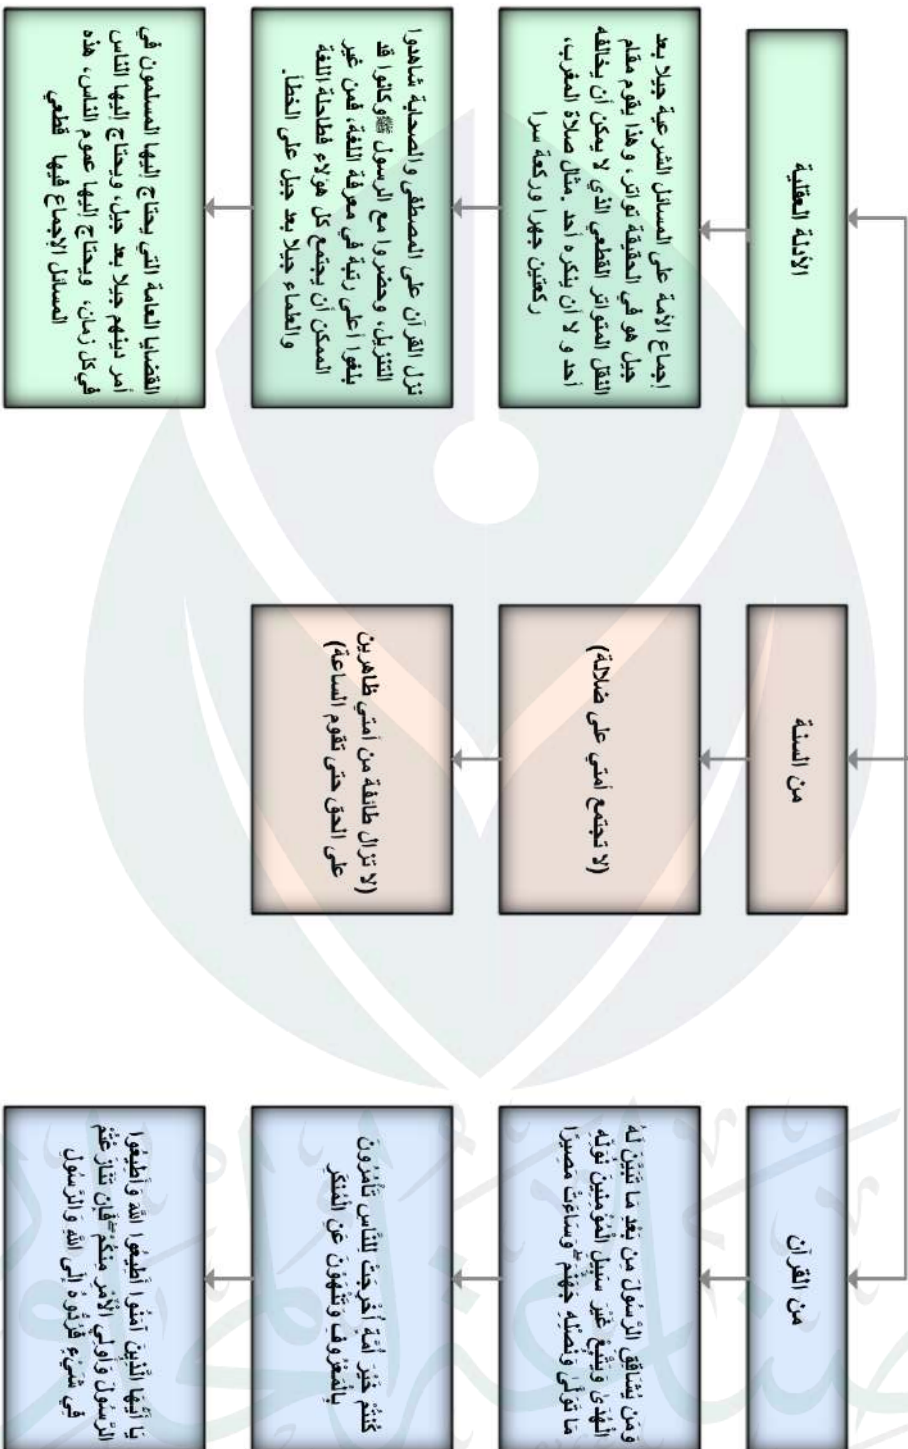 من القرآن
وَمَن يُشَاقِقِ الرَّسُولَ مِن بَعْدِ مَا تَبَيَّنَ لَهُ
الْهُدَىٰ وَيَتَّبِعْ غَيْرَ سَبِيلِ الْمُؤْمِنِينَ نُوَلِّهِ
مَا تَوَلَّىٰ وَنُصْلِهِ جَهَنَّمَ ۖ وَسَاءَتْ مَصِيرًا
كُنتُمْ خَيْرَ أُمَّةٍ أُخْرِجَتْ لِلنَّاسِ تَأْمُرُونَ
بِالْمَعْرُوفِ وَتَنْهَوْنَ عَنِ الْمُنكَرِ
يَا أَيُّهَا الَّذِينَ آمَنُوا أَطِيعُوا اللَّهَ وَأَطِيعُوا
الرَّسُولَ وَأُولِي الْأَمْرِ مِنكُمْ ۖ فَإِن تَنَازَعْتُمْ
فِي شَيْءٍ فَرُدُّوهُ إِلَى اللَّهِ وَالرَّسُولِ
من السنة
(لا تجتمع أمتي على ضلالة)
(لا تزال طائفة من أمتي ظاهرين
على الحق حتى تقوم الساعة)
الأدلة العقلية
إجماع الأمة على المسائل الشرعية جيلا بعد
جيل هو في الحقيقة تواتر، وهذا يقوم مقام
النقل المتواتر القطعي الذي لا يمكن أن يخالفه
أحد و لا أن ينكره أحد .مثال صلاة المغرب،
ركعتين جهرا وركعة سرا
نزل القرآن على المصطفى والصحابة شاهدوا
التنزيل، وحضروا مع الرسول ﷺ وكانوا قد
بلغوا أعلى رتبة في معرفة اللغة، فمن غير
الممكن أن يجتمع كل هؤلاء فطاحلة اللغة
والعلماء جيلا بعد جيل على الخطأ.
القضايا العامة التي يحتاج إليها المسلمون في
أمر دينهم جيلا بعد جيل، ويحتاج إليها الناس
في كل زمان، ويحتاج إليها عموم الناس، هذه
المسائل الإجماع فيها قطعي